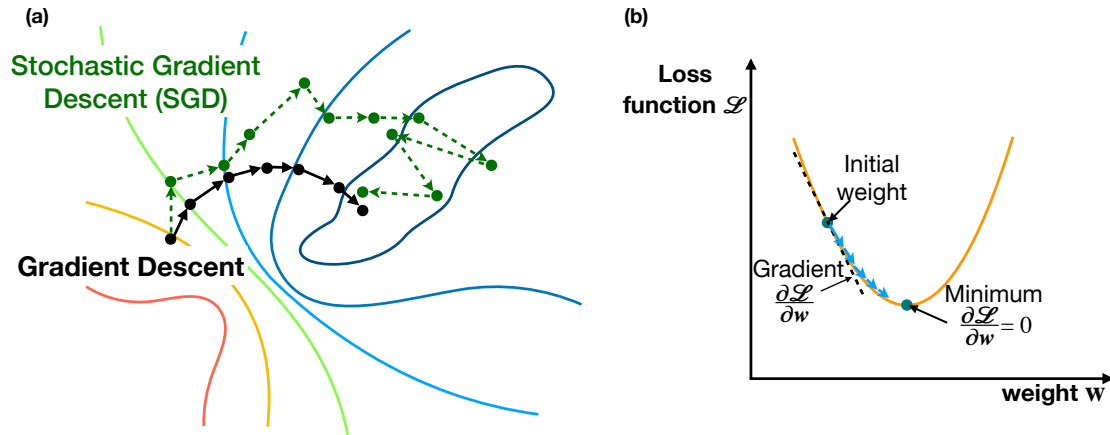 (a)
Stochastic Gradient
Descent (SGD)
Gradient Descent
(b)
Loss
function ℒ
Initial
weight
Gradient
∂ℒ
∂w
Minimum
∂ℒ
∂w = 0
weight w